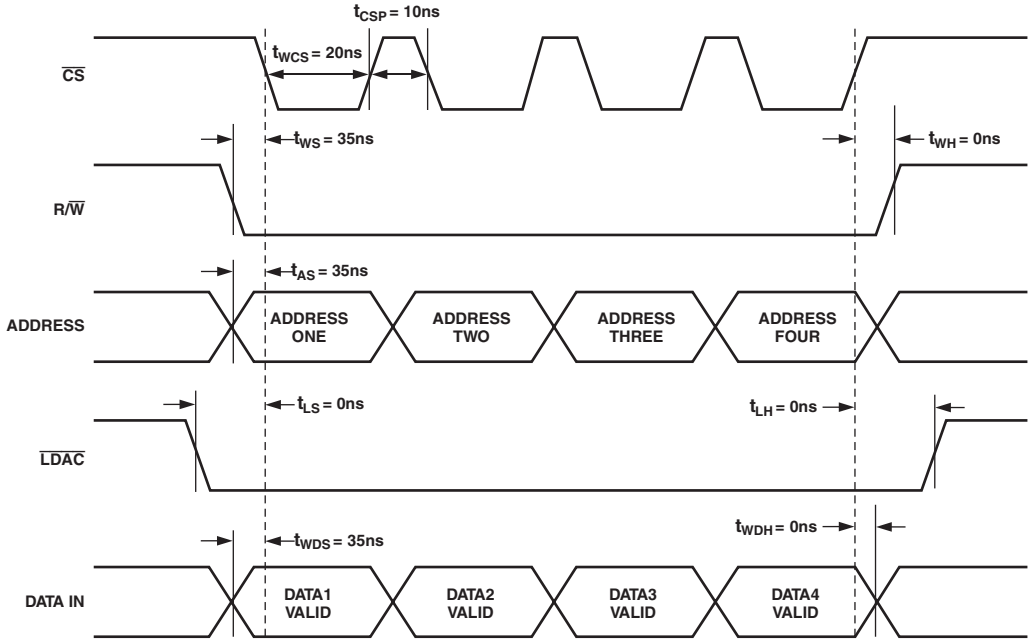 tCSP = 10ns
tWCS = 20ns
CS
tWS = 35ns
tWH = 0ns
R/W
tAS = 35ns
ADDRESS
ADDRESS ONE
ADDRESS TWO
ADDRESS THREE
ADDRESS FOUR
tLS = 0ns
tLH = 0ns
LDAC
tWDS = 35ns
tWDH = 0ns
DATA IN
DATA1 VALID
DATA2 VALID
DATA3 VALID
DATA4 VALID